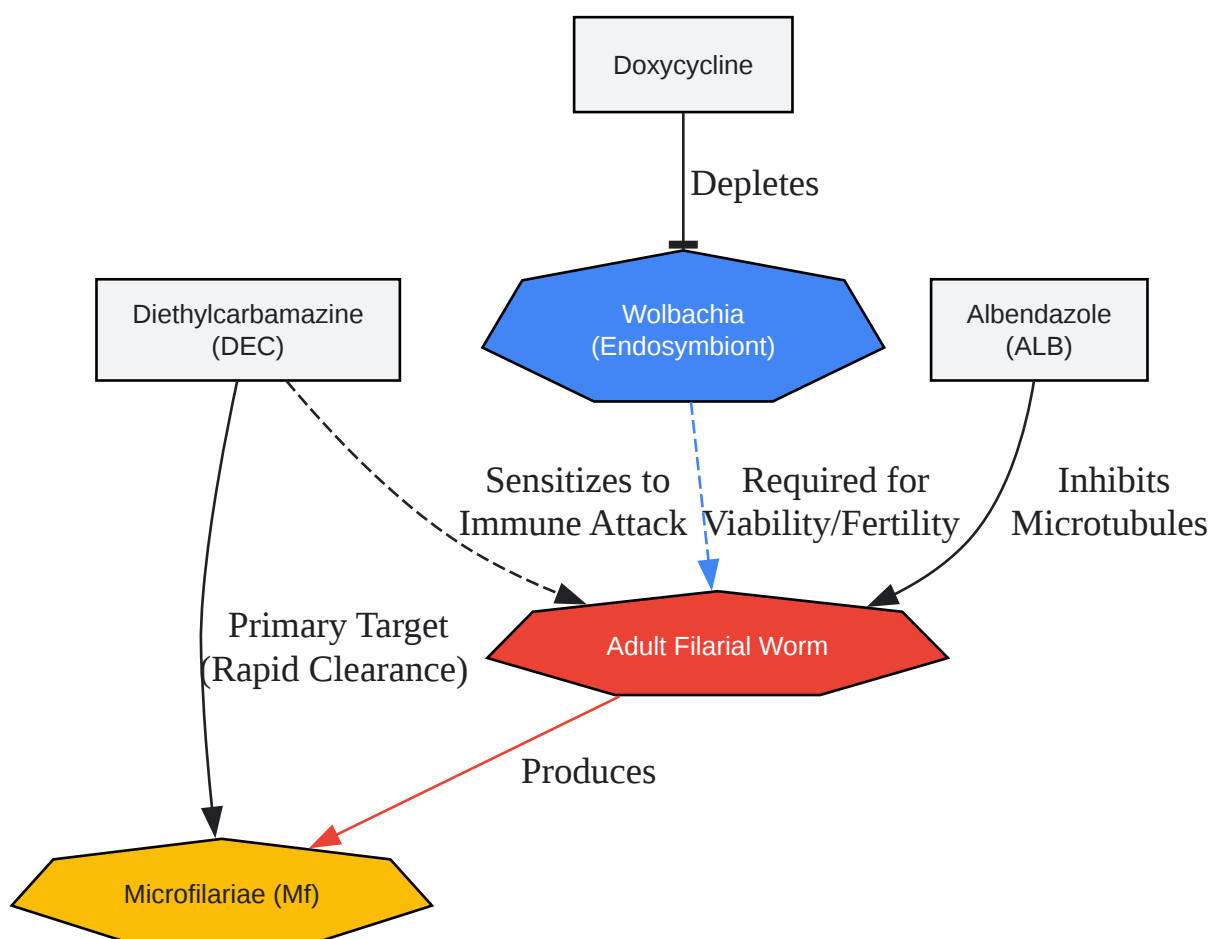 Doxycycline
Depletes
Diethylcarbamazine
(DEC)
Wolbachia
(Endosymbiont)
Albendazole
(ALB)
Sensitizes to
Immune Attack
Required for
Viability/Fertility
Inhibits
Microtubules
Primary Target
(Rapid Clearance)
Adult Filarial Worm
Produces
Microfilariae (Mf)